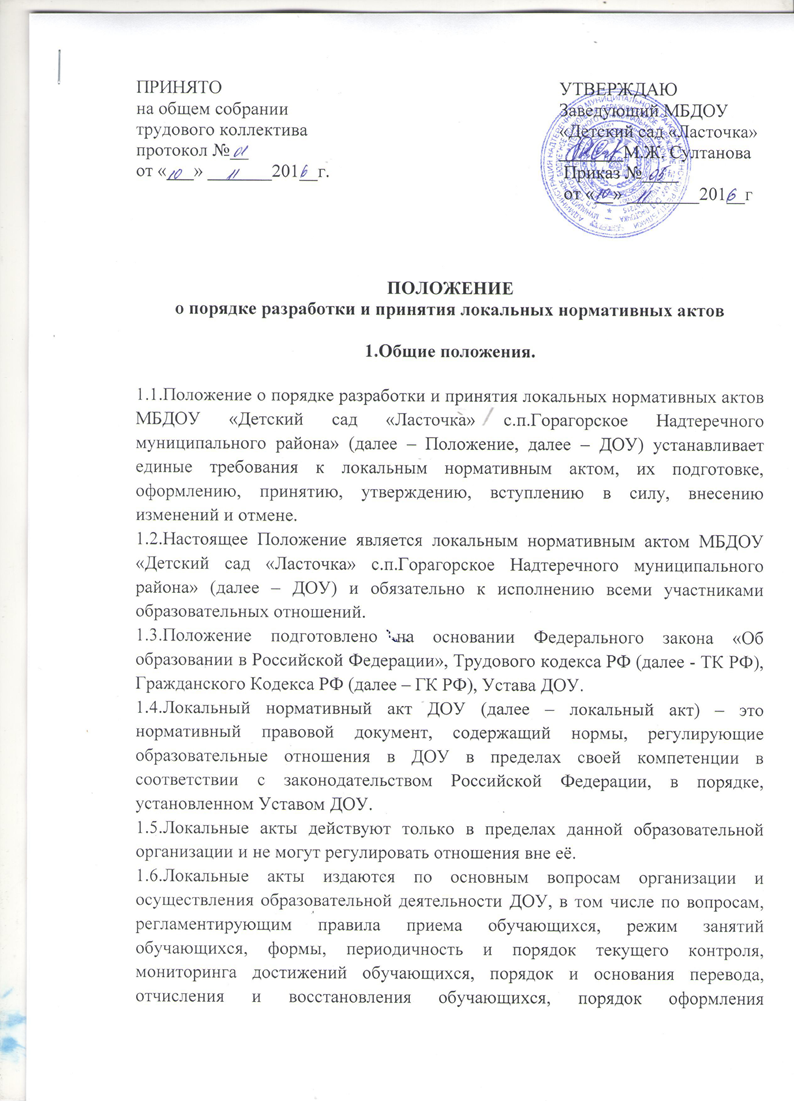 ПРИНЯТО
на общем собрании
трудового коллектива
протокол № 01
от «10» 11 2016 г.
УТВЕРЖДАЮ
Заведующий МБДОУ
«Детский сад «Ласточка»
М.Ж. Султанова
Приказ № 05
от «10» 11 2016 г
ПОЛОЖЕНИЕ
о порядке разработки и принятия локальных нормативных актов
1.Общие положения.
1.1.Положение о порядке разработки и принятия локальных нормативных актов
МБДОУ «Детский сад «Ласточка» с.п.Горагорское Надтеречного
муниципального района» (далее – Положение, далее – ДОУ) устанавливает
единые требования к локальным нормативным актом, их подготовке,
оформлению, принятию, утверждению, вступлению в силу, внесению
изменений и отмене.
1.2.Настоящее Положение является локальным нормативным актом МБДОУ
«Детский сад «Ласточка» с.п.Горагорское Надтеречного муниципального
района» (далее – ДОУ) и обязательно к исполнению всеми участниками
образовательных отношений.
1.3.Положение подготовлено на основании Федерального закона «Об
образовании в Российской Федерации», Трудового кодекса РФ (далее - ТК РФ),
Гражданского Кодекса РФ (далее – ГК РФ), Устава ДОУ.
1.4.Локальный нормативный акт ДОУ (далее – локальный акт) – это
нормативный правовой документ, содержащий нормы, регулирующие
образовательные отношения в ДОУ в пределах своей компетенции в
соответствии с законодательством Российской Федерации, в порядке,
установленном Уставом ДОУ.
1.5.Локальные акты действуют только в пределах данной образовательной
организации и не могут регулировать отношения вне её.
1.6.Локальные акты издаются по основным вопросам организации и
осуществления образовательной деятельности ДОУ, в том числе по вопросам,
регламентирующим правила приема обучающихся, режим занятий
обучающихся, формы, периодичность и порядок текущего контроля,
мониторинга достижений обучающихся, порядок и основания перевода,
отчисления и восстановления обучающихся, порядок оформления